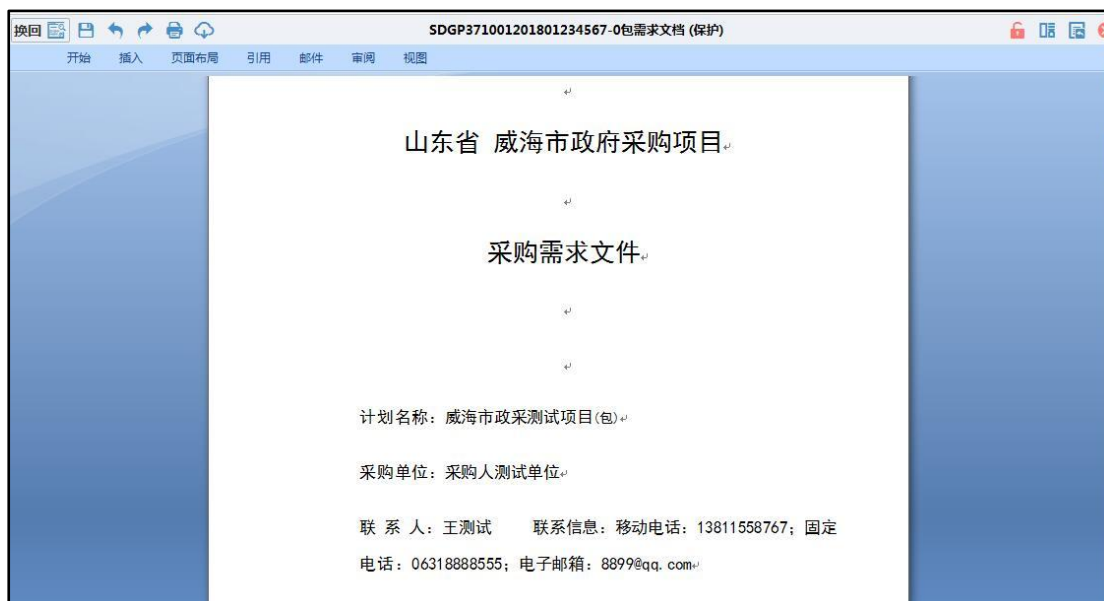 换回
SDGP371001201801234567-0包需求文档 (保护)
开始 插入 页面布局 引用 邮件 审阅 视图
山东省 威海市政府采购项目
采购需求文件
计划名称：威海市政采测试项目(包)
采购单位：采购人测试单位
联 系 人：王测试 联系信息：移动电话：13811558767；固定
电话：06318888555；电子邮箱：8899@qq.com